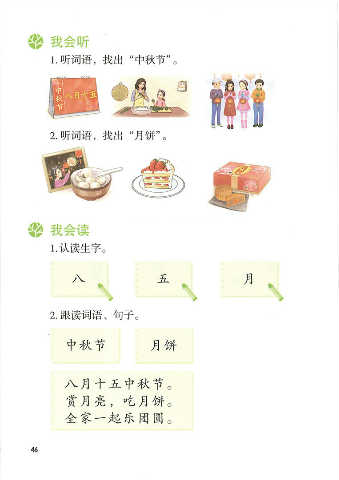 我会听
1.听词语，找出“中秋节”。
中秋节
八月十五
2.听词语，找出“月饼”。
我会读
1.认读生字。
八
五
月
2.跟读词语、句子。
中秋节
月饼
八月十五中秋节。
赏月亮，吃月饼。
全家一起乐团圆。
46